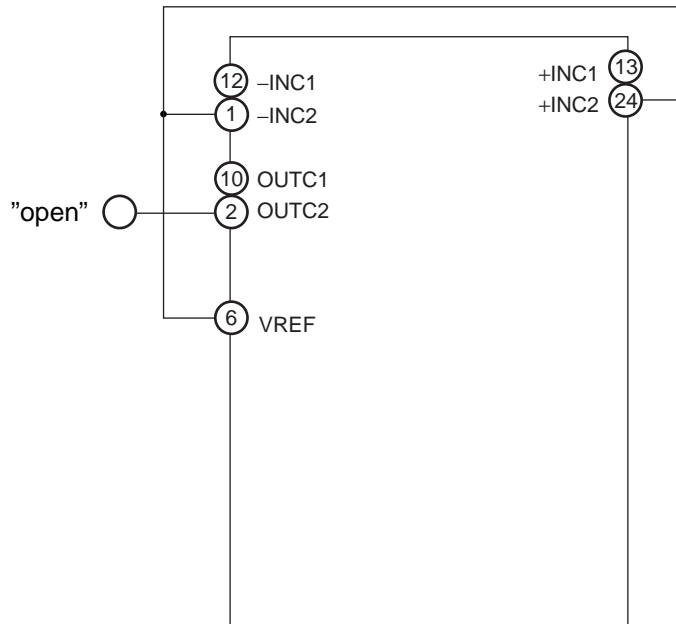 12 –INC1
13 +INC1
1 –INC2
24 +INC2
10 OUTC1
”open” 2 OUTC2
6 VREF